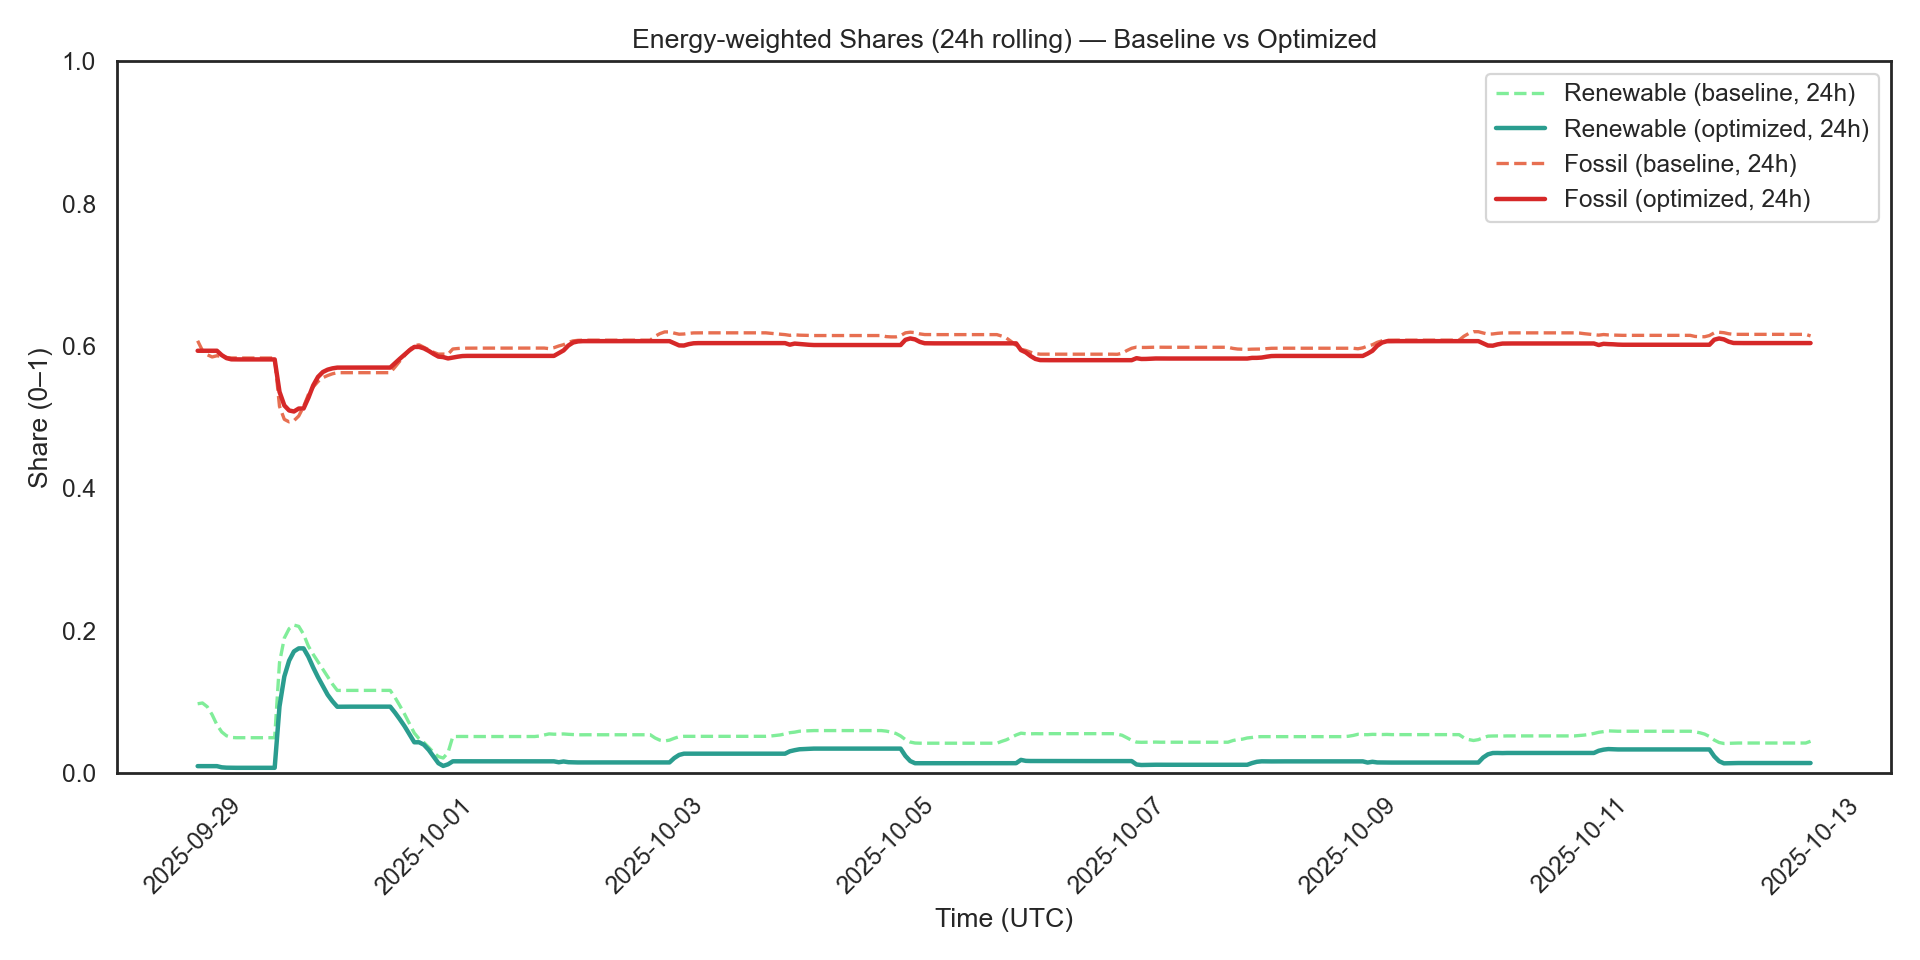 Energy-weighted Shares (24h rolling) — Baseline vs Optimized
1.0
0.8
0.6
0.4
0.2
0.0
Share (0–1)
Renewable (baseline, 24h)
Renewable (optimized, 24h)
Fossil (baseline, 24h)
Fossil (optimized, 24h)
2025-09-29
2025-10-01
2025-10-03
2025-10-05
2025-10-07
2025-10-09
2025-10-11
2025-10-13
Time (UTC)